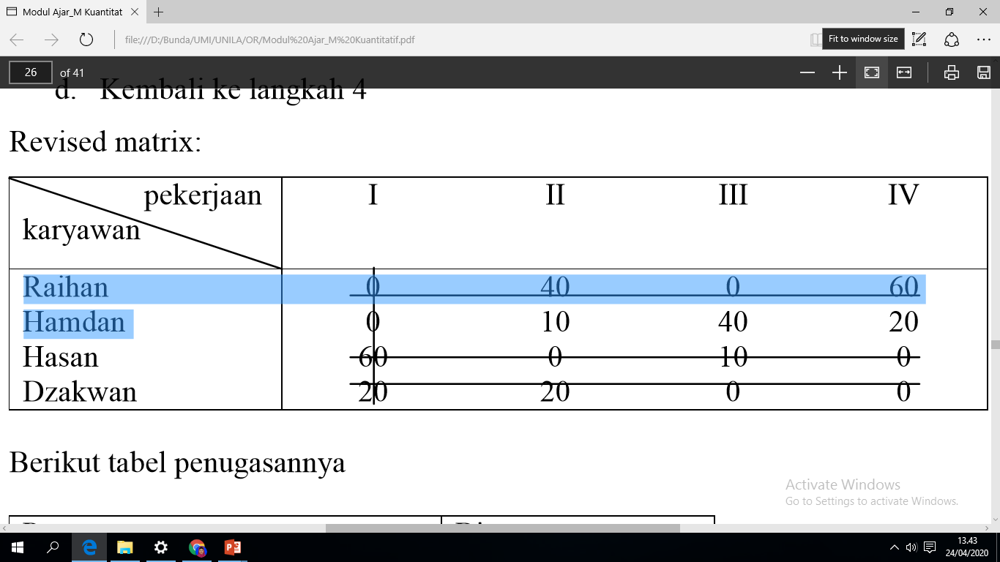 Modul Ajar_M Kuantitat
file:///D:/Bunda/UMI/UNILA/OR/Modul%20Ajar_M%20Kuantitatif.pdf
Fit to window size
26 of 41
d. Kembali ke langkah 4
Revised matrix:
pekerjaan I II III IV
karyawan
Raihan 0 40 0 60
Hamdan 0 10 40 20
Hasan 60 0 10 0
Dzakwan 20 20 0 0
Berikut tabel penugasannya
Activate Windows
Go to Settings to activate Windows.
13.43
24/04/2020